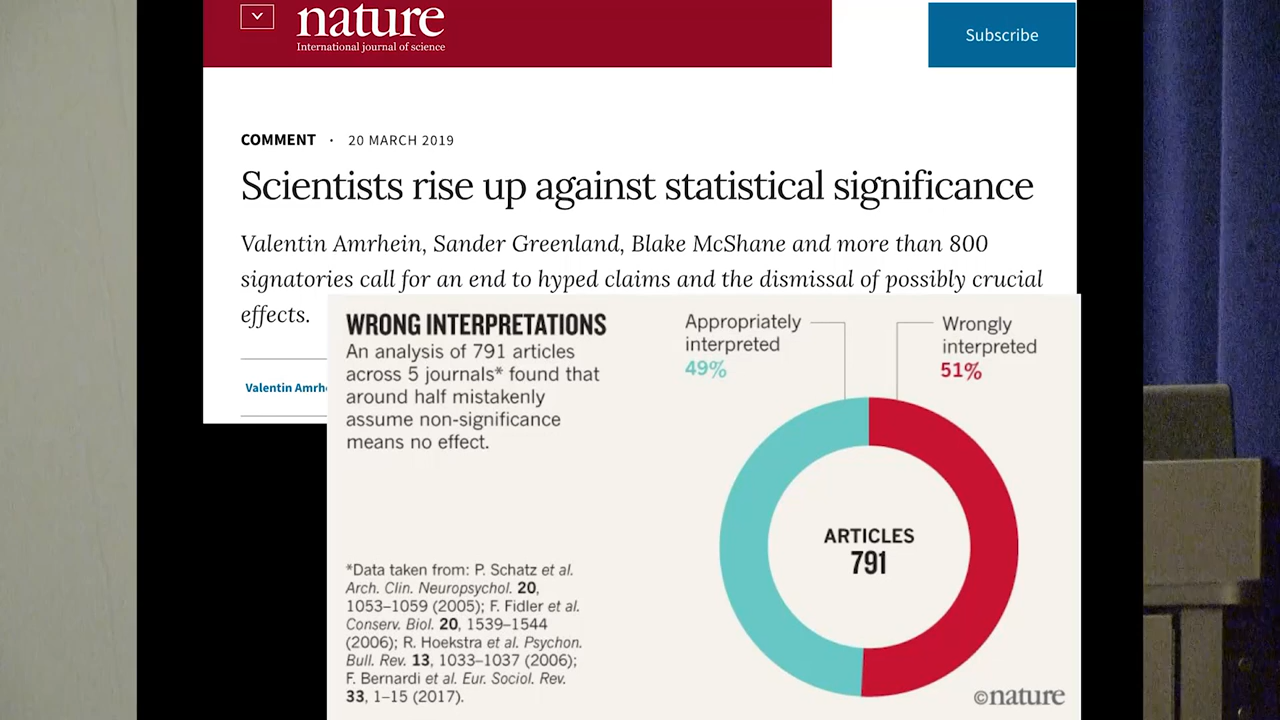 nature
International journal of science
Subscribe
COMMENT · 20 MARCH 2019
Scientists rise up against statistical significance
Valentin Amrhein, Sander Greenland, Blake McShane and more than 800
signatories call for an end to hyped claims and the dismissal of possibly crucial
effects.
Valentin Amrhe
WRONG INTERPRETATIONS
An analysis of 791 articles
across 5 journals* found that
around half mistakenly
assume non-significance
means no effect.
Appropriately
interpreted
49%
Wrongly
interpreted
51%
ARTICLES
791
*Data taken from: P. Schatz et al.
Arch. Clin. Neuropsychol. 20,
1053–1059 (2005); F. Fidler et al.
Conserv. Biol. 20, 1539–1544
(2006); R. Hoekstra et al. Psychon.
Bull. Rev. 13, 1033–1037 (2006);
F. Bernardi et al. Eur. Sociol. Rev.
33, 1–15 (2017).
©nature